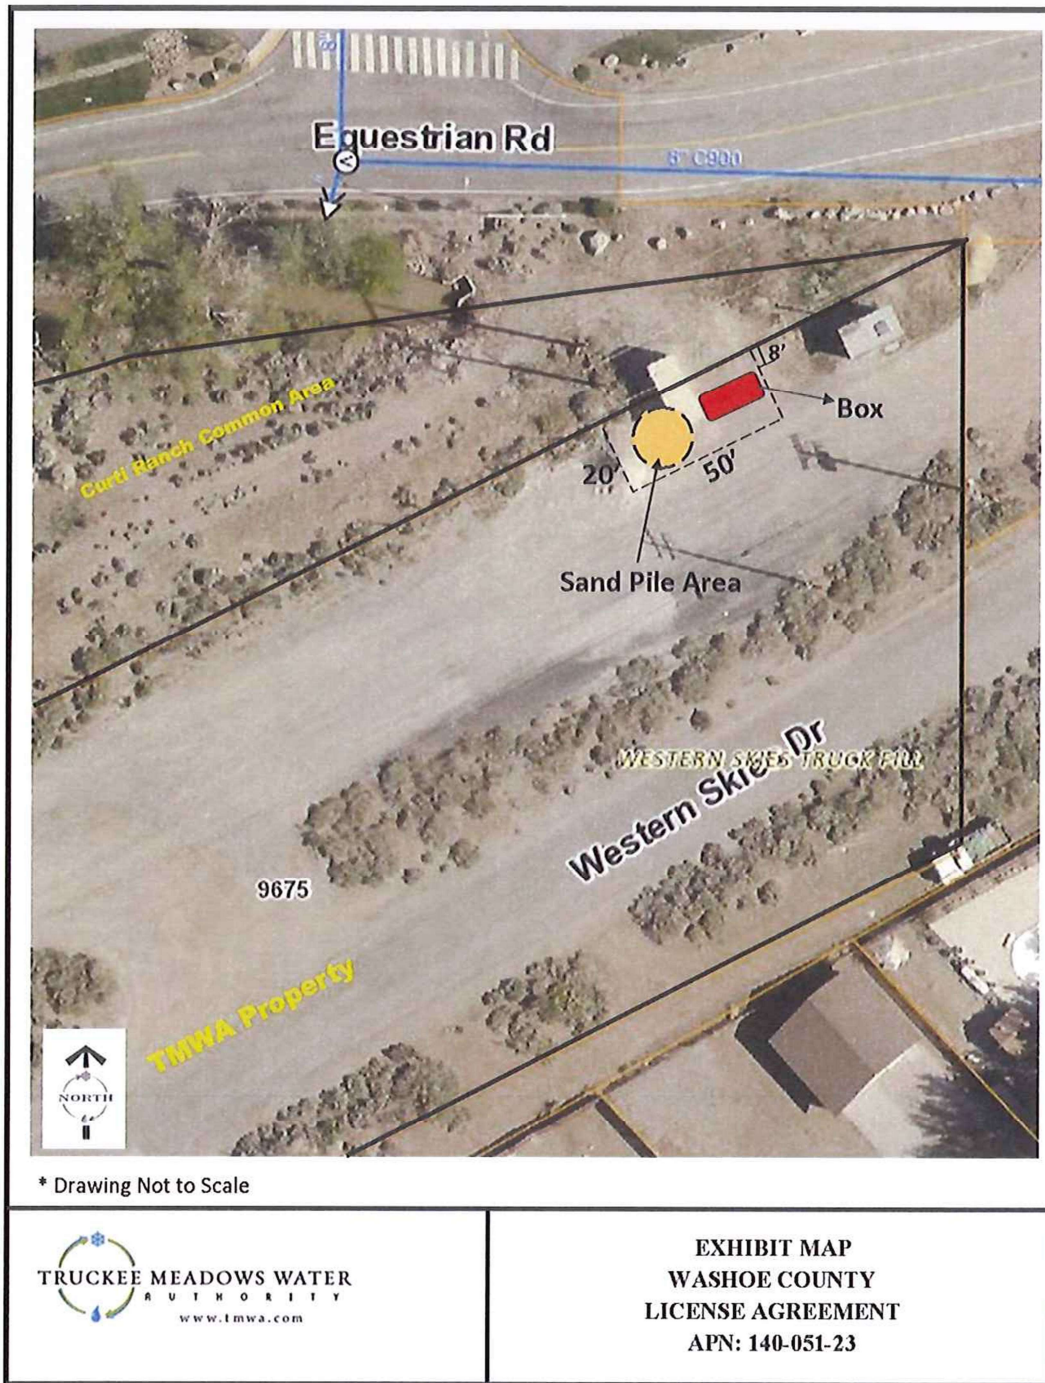 8"
Equestrian Rd
6" C900
8'
Box
Curti Ranch Common Area
20'
50'
Sand Pile Area
WESTERN SKIES TRUCK FILL
Western Skies Dr
9675
TMWA Property
NORTH
* Drawing Not to Scale
TRUCKEE MEADOWS WATER
AUTHORITY
www.tmwa.com
EXHIBIT MAP
WASHOE COUNTY
LICENSE AGREEMENT
APN: 140-051-23